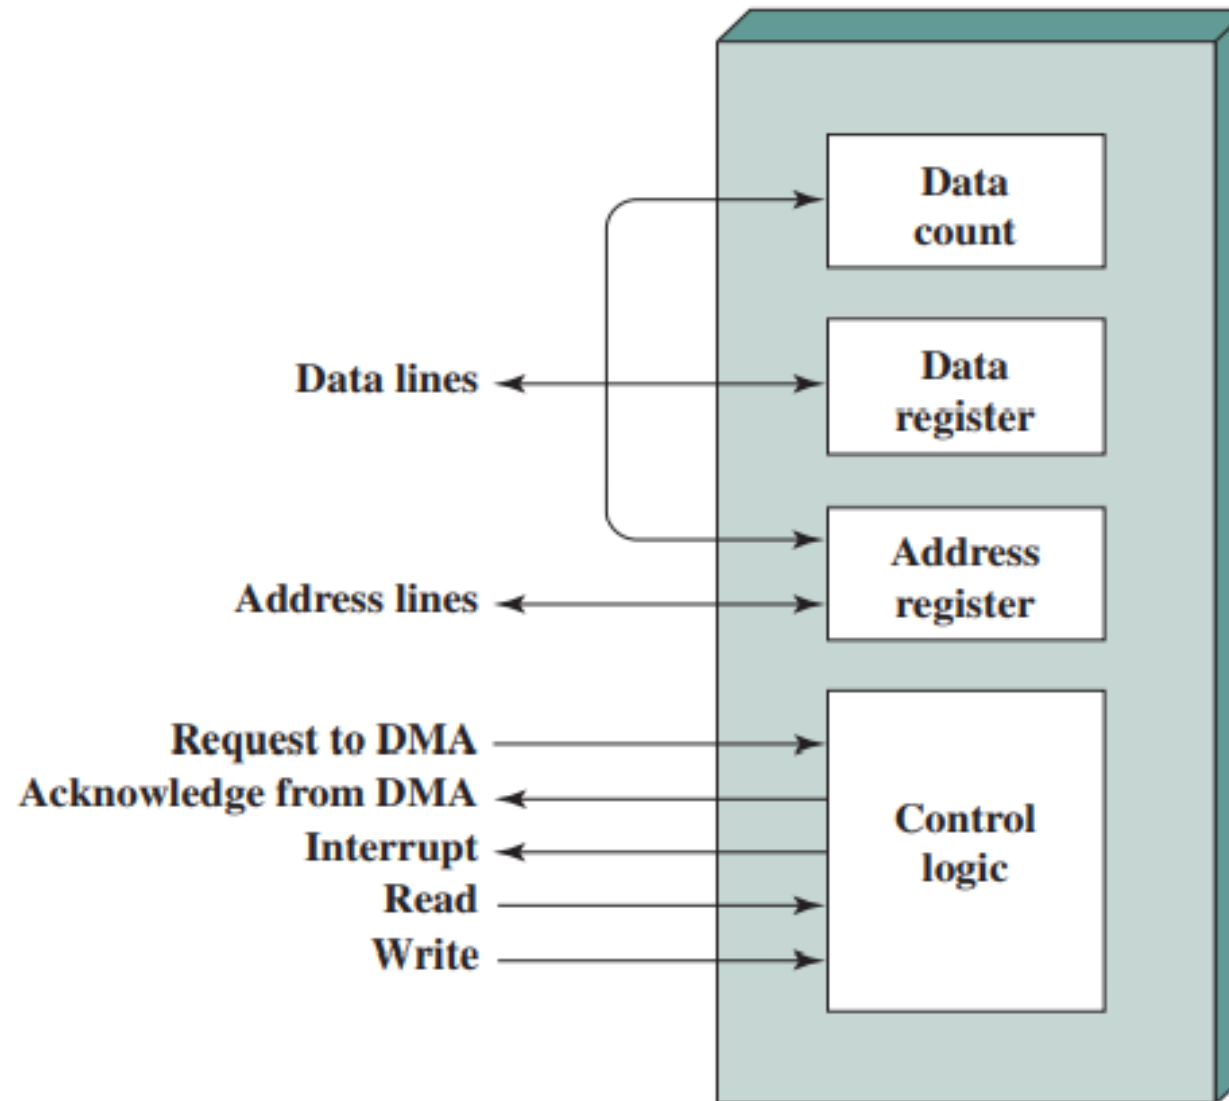 Data
count
Data lines
Data
register
Address
register
Address lines
Request to DMA
Acknowledge from DMA
Interrupt
Read
Write
Control
logic